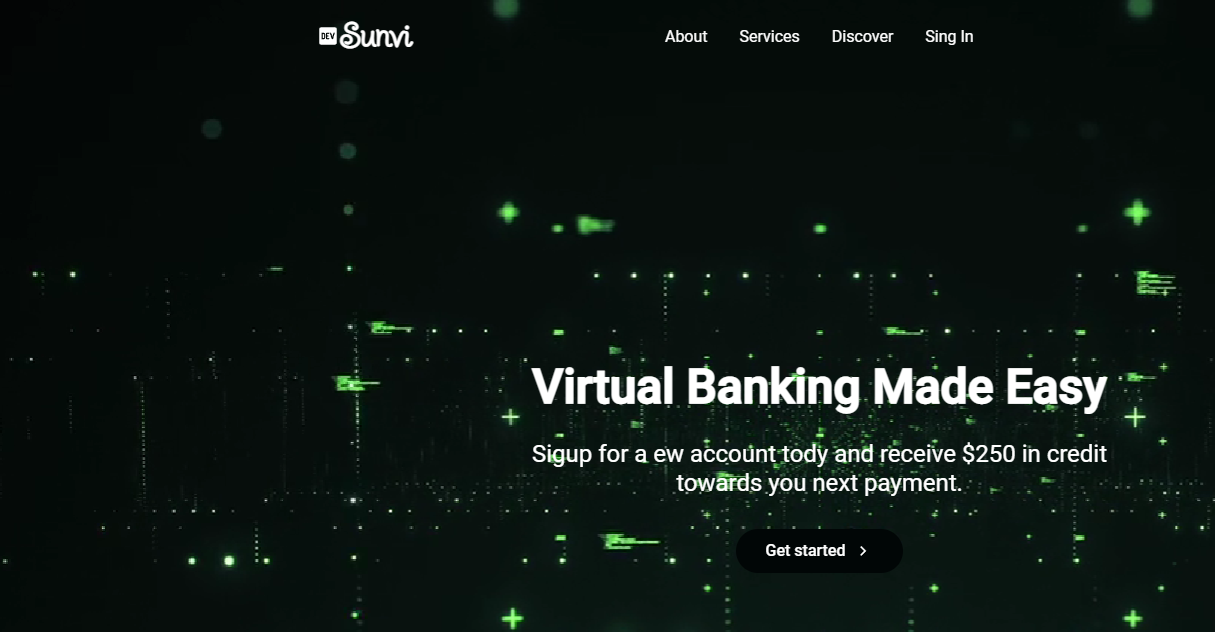 DEV Sunvi About Services Discover Sing In
Virtual Banking Made Easy
Sigup for a ew account tody and receive $250 in credit
towards you next payment.
Get started